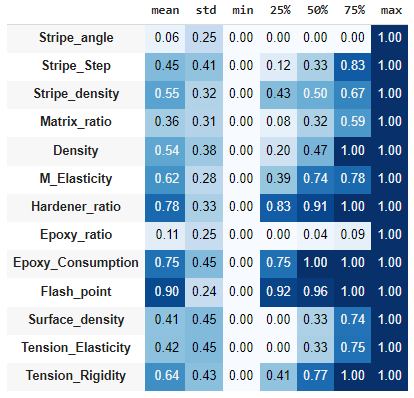 mean std min 25% 50% 75% max
Stripe_angle 0.06 0.25 0.00 0.00 0.00 0.00 1.00
Stripe_Step 0.45 0.41 0.00 0.12 0.33 0.83 1.00
Stripe_density 0.55 0.32 0.00 0.43 0.50 0.67 1.00
Matrix_ratio 0.36 0.31 0.00 0.08 0.32 0.59 1.00
Density 0.54 0.38 0.00 0.20 0.47 1.00 1.00
M_Elasticity 0.62 0.28 0.00 0.39 0.74 0.78 1.00
Hardener_ratio 0.78 0.33 0.00 0.83 0.91 1.00 1.00
Epoxy_ratio 0.11 0.25 0.00 0.00 0.04 0.09 1.00
Epoxy_Consumption 0.75 0.45 0.00 0.75 1.00 1.00 1.00
Flash_point 0.90 0.24 0.00 0.92 0.96 1.00 1.00
Surface_density 0.41 0.45 0.00 0.00 0.33 0.74 1.00
Tension_Elasticity 0.42 0.45 0.00 0.00 0.33 0.75 1.00
Tension_Rigidity 0.64 0.43 0.00 0.41 0.77 1.00 1.00